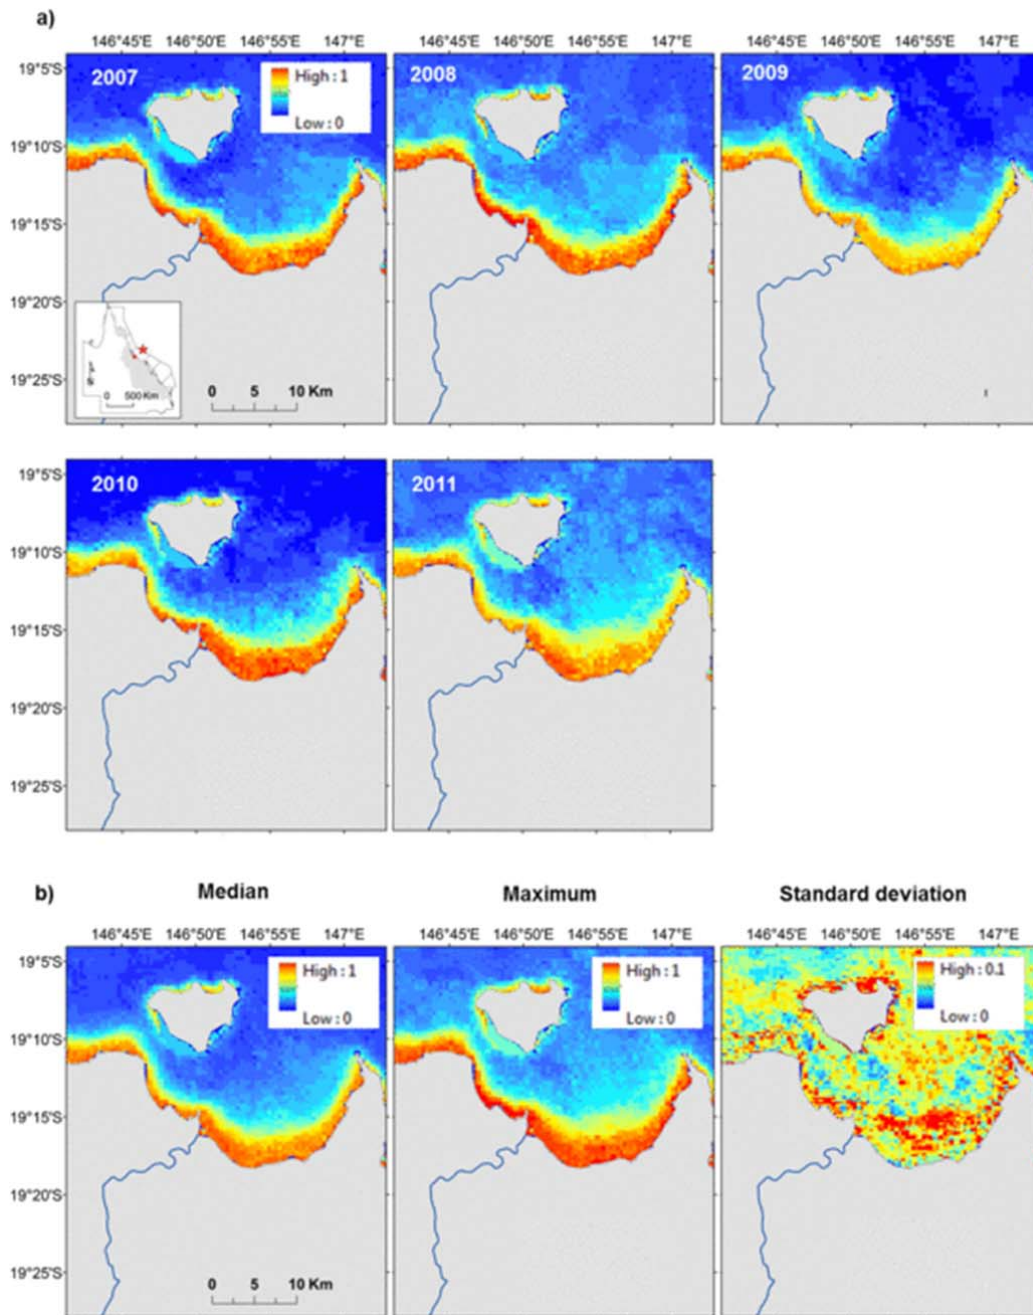 a)
146°45'E 146°50'E 146°55'E 147°E 146°45'E 146°50'E 146°55'E 147°E 146°45'E 146°50'E 146°55'E 147°E
19°5'S
2007
High : 1
Low : 0
2008
2009
19°10'S
19°15'S
19°20'S
19°25'S
0 500 Km
0 5 10 Km
19°5'S
2010
2011
19°10'S
19°15'S
19°20'S
19°25'S
b)
Median
Maximum
Standard deviation
146°45'E 146°50'E 146°55'E 147°E 146°45'E 146°50'E 146°55'E 147°E 146°45'E 146°50'E 146°55'E 147°E
19°5'S
High : 1
Low : 0
High : 1
Low : 0
High : 0.1
Low : 0
19°10'S
19°15'S
19°20'S
19°25'S
0 5 10 Km